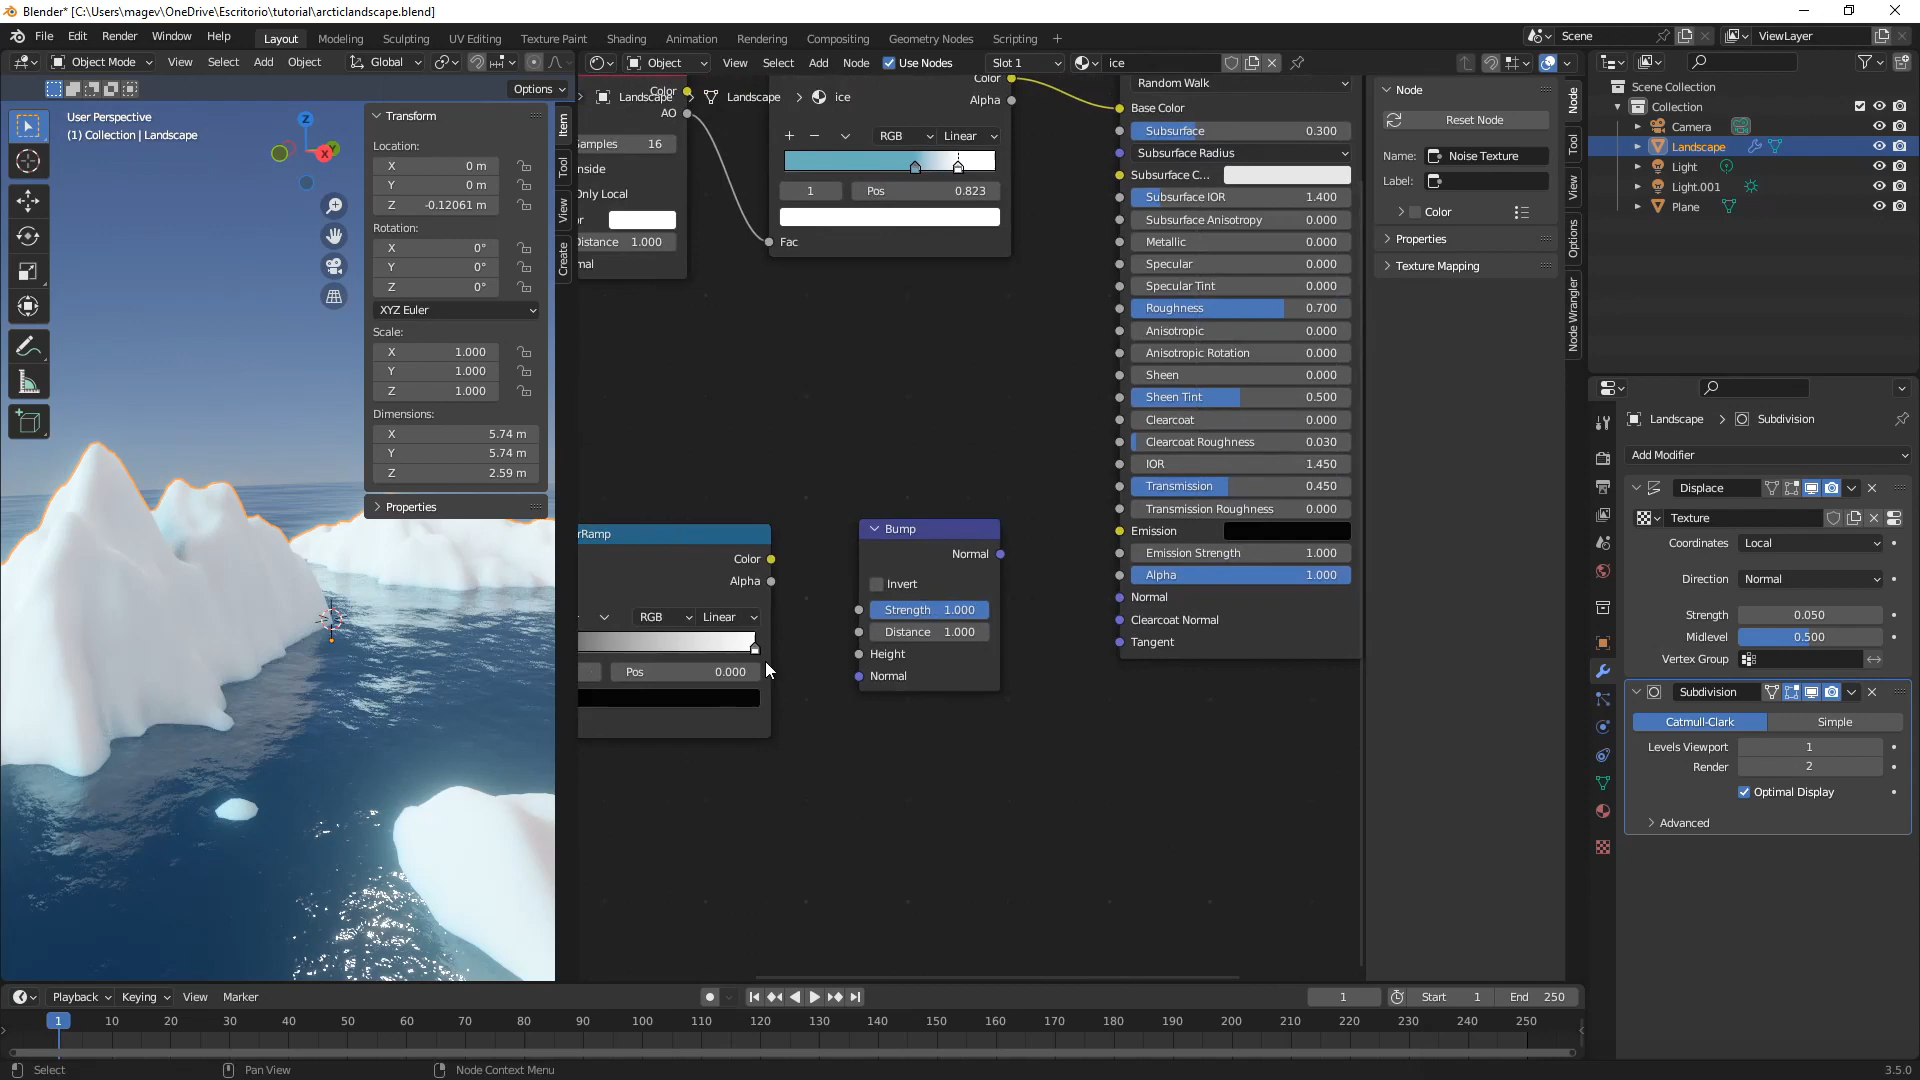 Blender* [C:\Users\magev\OneDrive\Escritorio\tutorial\arcticlandscape.blend]
File Edit Render Window Help Layout Modeling Sculpting UV Editing Texture Paint Shading Animation Rendering Compositing Geometry Nodes Scripting + Scene ViewLayer
Object Mode View Select Add Object Global Object View Select Add Node Use Nodes Slot 1 ice
Options
User Perspective
(1) Collection | Landscape
Z
X
Transform
Location:
X 0 m
Y 0 m
Z -0.12061 m
Rotation:
X 0°
Y 0°
Z 0°
XYZ Euler
Scale:
X 1.000
Y 1.000
Z 1.000
Dimensions:
X 5.74 m
Y 5.74 m
Z 2.59 m
Properties
Item
Tool
View
Create
Landscape Landscape ice
Color
AO
amples 16
nside
Only Local
or
Distance 1.000
mal
Color
Alpha
RGB Linear
1 Pos 0.823
Fac
rRamp
Color
Alpha
RGB Linear
Pos 0.000
Bump
Normal
Invert
Strength 1.000
Distance 1.000
Height
Normal
Random Walk
Base Color
Subsurface 0.300
Subsurface Radius
Subsurface C...
Subsurface IOR 1.400
Subsurface Anisotropy 0.000
Metallic 0.000
Specular 0.000
Specular Tint 0.000
Roughness 0.700
Anisotropic 0.000
Anisotropic Rotation 0.000
Sheen 0.000
Sheen Tint 0.500
Clearcoat 0.000
Clearcoat Roughness 0.030
IOR 1.450
Transmission 0.450
Transmission Roughness 0.000
Emission
Emission Strength 1.000
Alpha 1.000
Normal
Clearcoat Normal
Tangent
Node
Reset Node
Name: Noise Texture
Label:
Color
Properties
Texture Mapping
Node
Tool
View
Options
Node Wrangler
Scene Collection
Collection
Camera
Landscape
Light
Light.001
Plane
Landscape Subdivision
Add Modifier
Displace
Texture
Coordinates Local
Direction Normal
Strength 0.050
Midlevel 0.500
Vertex Group
Subdivision
Catmull-Clark Simple
Levels Viewport 1
Render 2
Optimal Display
Advanced
Playback Keying View Marker 1 Start 1 End 250
1 10 20 30 40 50 60 70 80 90 100 110 120 130 140 150 160 170 180 190 200 210 220 230 240 250
Select Pan View Node Context Menu 3.5.0